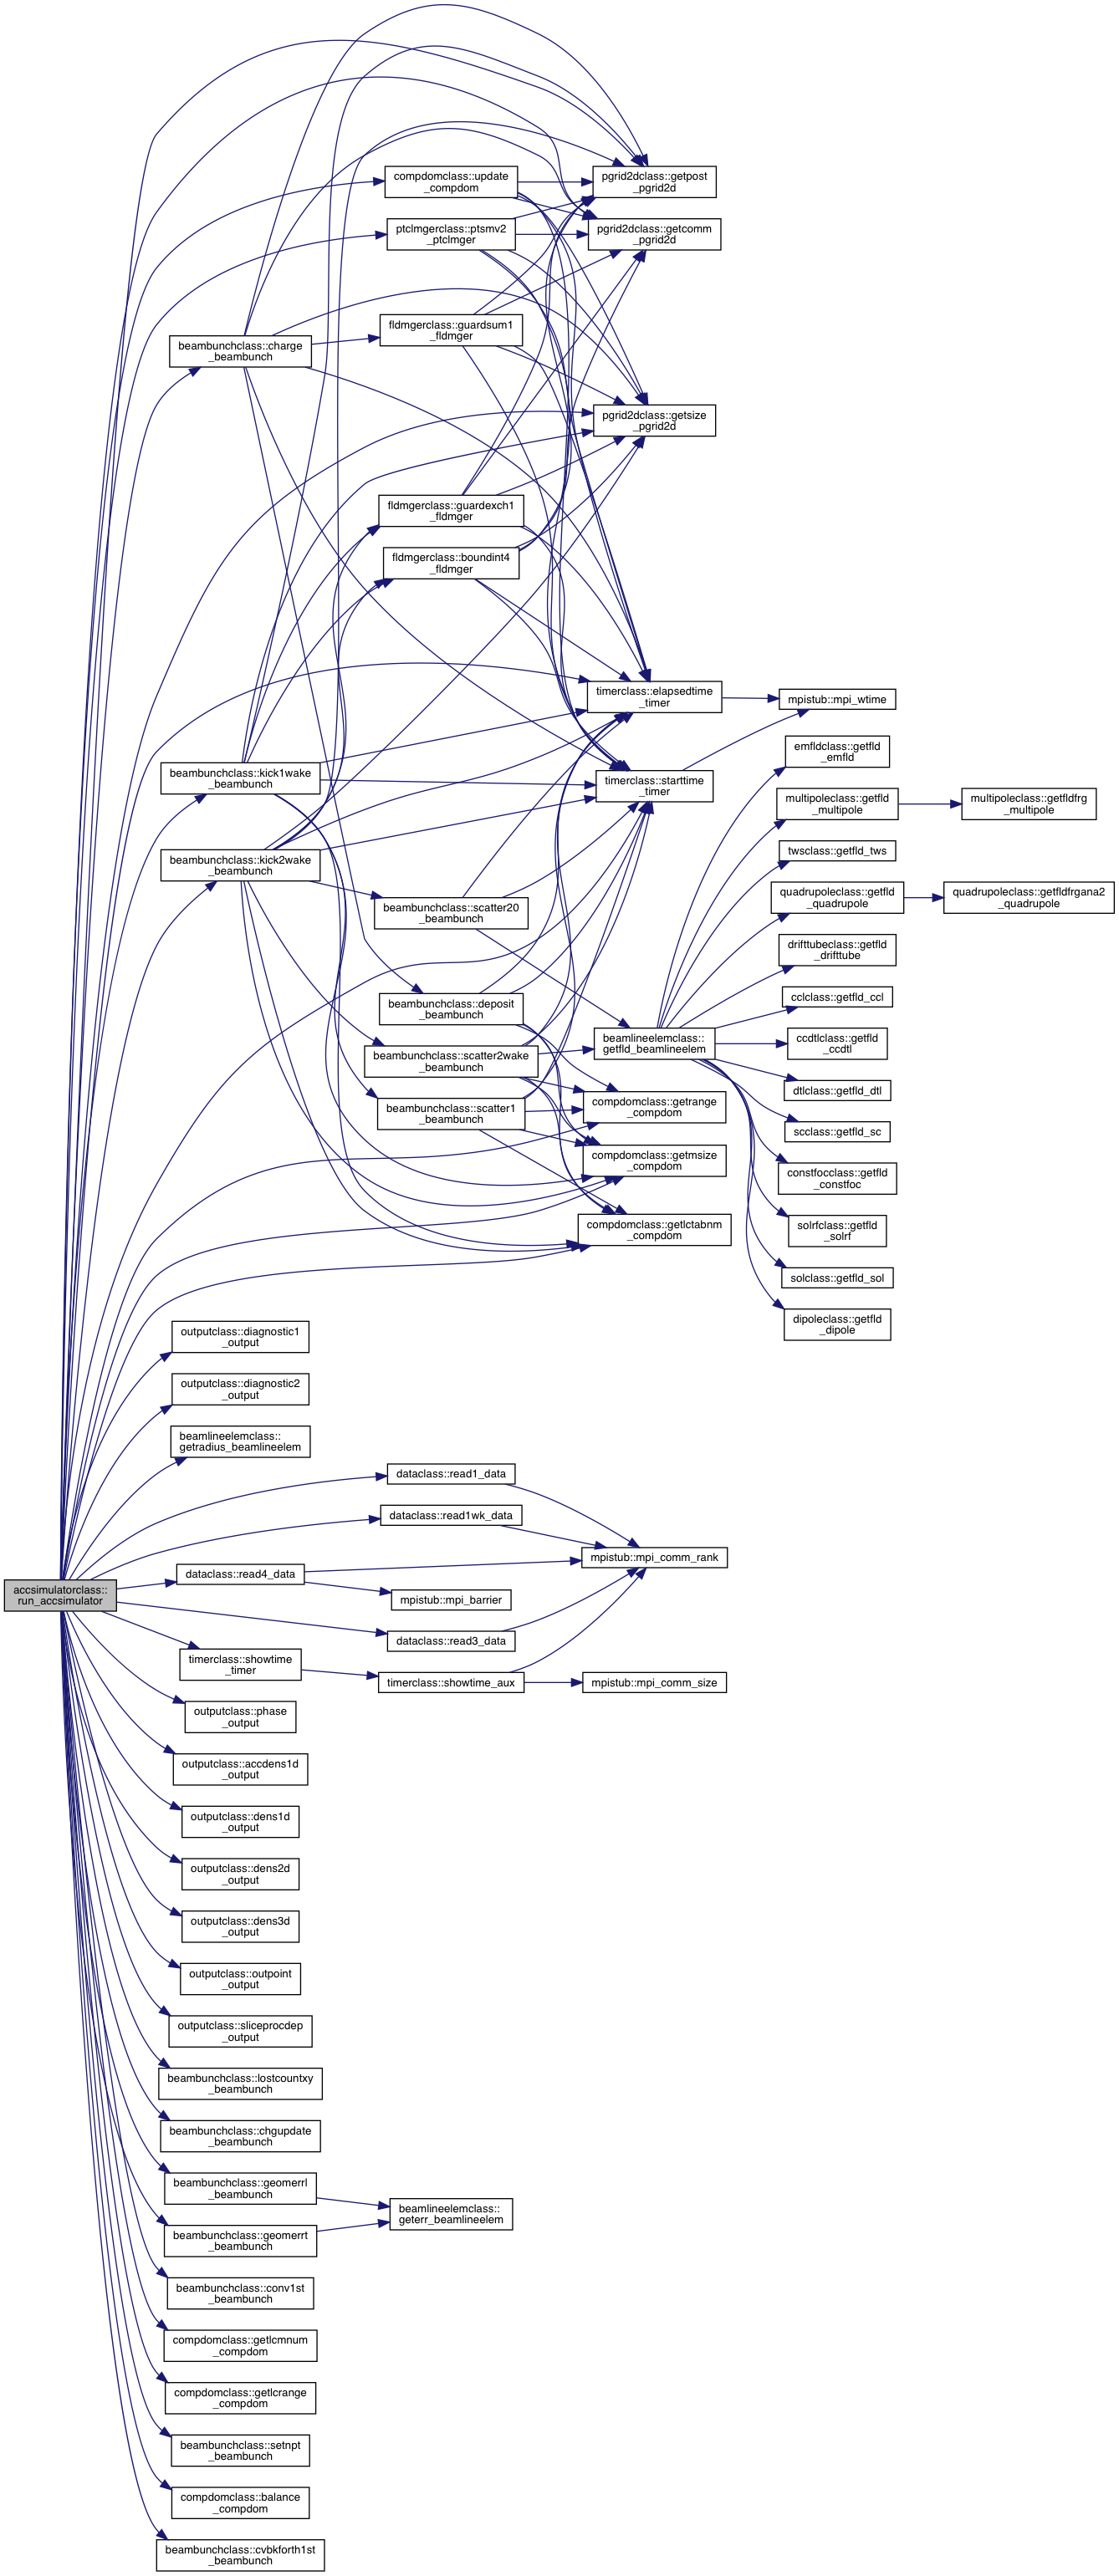 compdomclass::update
_compdom
pgrid2dclass::getpost
_pgrid2d
ptclmgerclass::ptsmv2
_ptclmger
pgrid2dclass::getcomm
_pgrid2d
fldmgerclass::guardsum1
_fldmger
beambunchclass::charge
_beambunch
pgrid2dclass::getsize
_pgrid2d
fldmgerclass::guardexch1
_fldmger
fldmgerclass::boundint4
_fldmger
timerclass::elapsedtime
_timer
mpistub::mpi_wtime
emfldclass::getfld
_emfld
beambunchclass::kick1wake
_beambunch
timerclass::starttime
_timer
multipoleclass::getfld
_multipole
multipoleclass::getfldfrg
_multipole
twsclass::getfld_tws
beambunchclass::kick2wake
_beambunch
quadrupoleclass::getfld
_quadrupole
quadrupoleclass::getfldfrgana2
_quadrupole
beambunchclass::scatter20
_beambunch
drifttubeclass::getfld
_drifttube
cclclass::getfld_ccl
beambunchclass::deposit
_beambunch
beamlineelemclass::
getfld_beamlineelem
ccdtlclass::getfld
_ccdtl
beambunchclass::scatter2wake
_beambunch
dtlclass::getfld_dtl
compdomclass::getrange
_compdom
beambunchclass::scatter1
_beambunch
scclass::getfld_sc
compdomclass::getmsize
_compdom
constfocclass::getfld
_constfoc
compdomclass::getlctabnm
_compdom
solrfclass::getfld
_solrf
solclass::getfld_sol
dipoleclass::getfld
_dipole
outputclass::diagnostic1
_output
outputclass::diagnostic2
_output
beamlineelemclass::
getradius_beamlineelem
dataclass::read1_data
dataclass::read1wk_data
mpistub::mpi_comm_rank
dataclass::read4_data
accsimulatorclass::
run_accsimulator
mpistub::mpi_barrier
dataclass::read3_data
timerclass::showtime
_timer
timerclass::showtime_aux
mpistub::mpi_comm_size
outputclass::phase
_output
outputclass::accdens1d
_output
outputclass::dens1d
_output
outputclass::dens2d
_output
outputclass::dens3d
_output
outputclass::outpoint
_output
outputclass::sliceprocdep
_output
beambunchclass::lostcountxy
_beambunch
beambunchclass::chgupdate
_beambunch
beambunchclass::geomerrl
_beambunch
beamlineelemclass::
geterr_beamlineelem
beambunchclass::geomerrt
_beambunch
beambunchclass::conv1st
_beambunch
compdomclass::getlcmnum
_compdom
compdomclass::getlcrange
_compdom
beambunchclass::setnpt
_beambunch
compdomclass::balance
_compdom
beambunchclass::cvbkforth1st
_beambunch